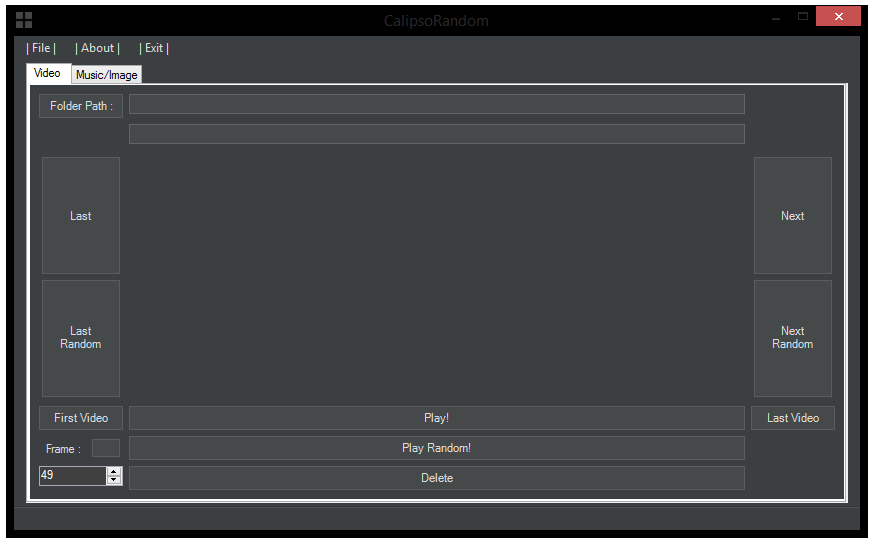 CalipsoRandom
|File| |About| |Exit|
Video Music/Image
Folder Path :
Last
Next
Last
Random
Next
Random
First Video
Play!
Last Video
Frame :
Play Random!
49
Delete